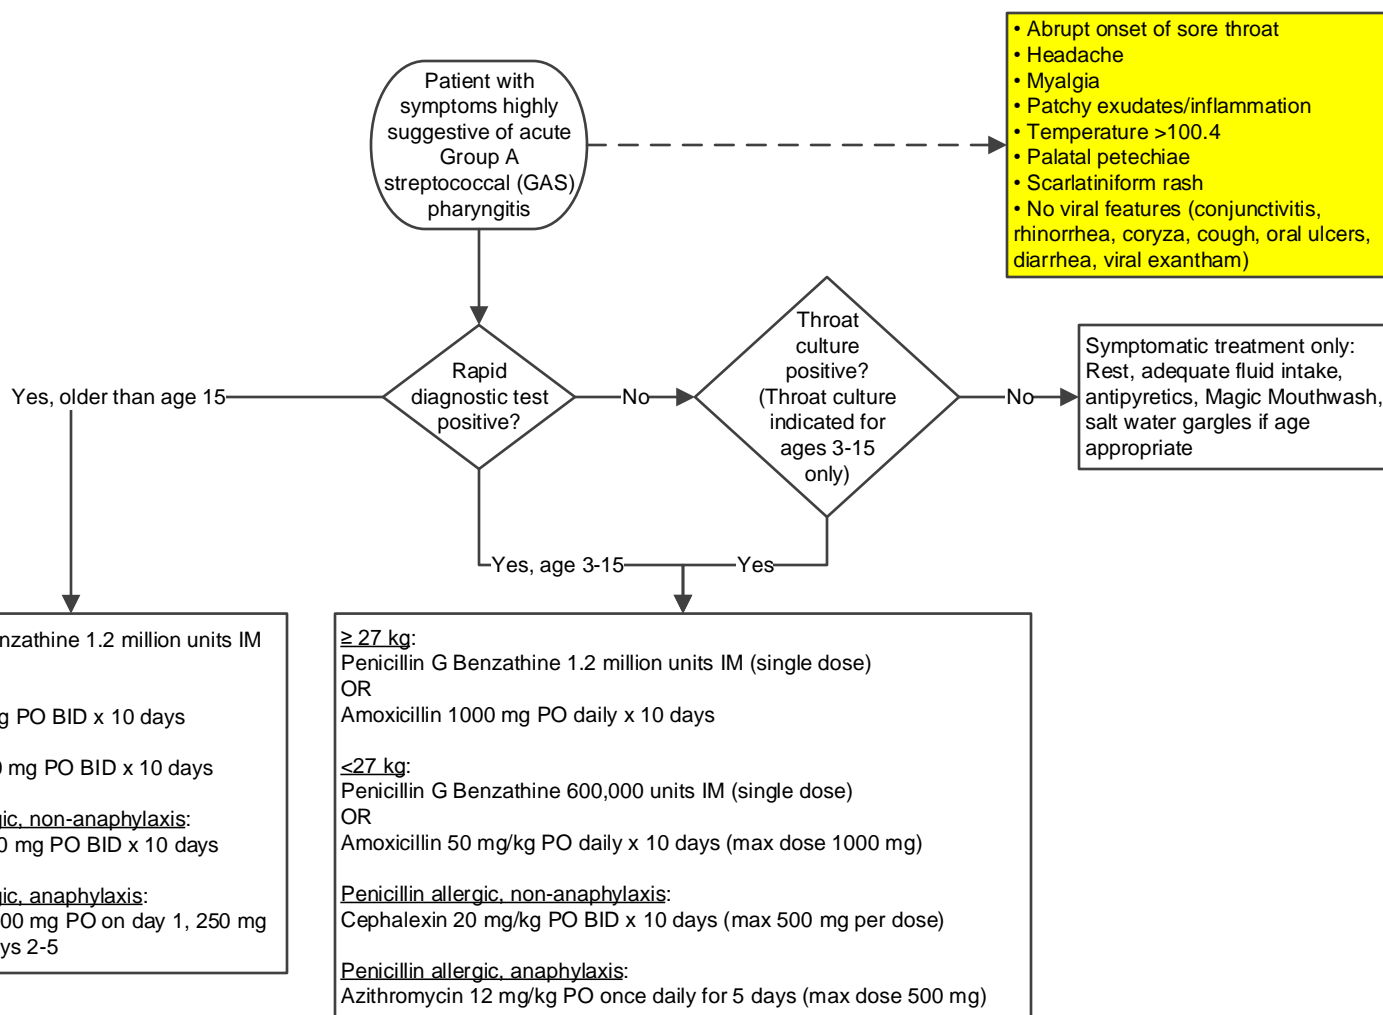 Patient with
symptoms highly
suggestive of acute
Group A
streptococcal (GAS)
pharyngitis
• Abrupt onset of sore throat
• Headache
• Myalgia
• Patchy exudates/inflammation
• Temperature >100.4
• Palatal petechiae
• Scarlatiniform rash
• No viral features (conjunctivitis,
rhinorrhea, coryza, cough, oral ulcers,
diarrhea, viral exantham)
Yes, older than age 15
Rapid
diagnostic test
positive?
No
Throat
culture
positive?
(Throat culture
indicated for
ages 3-15
only)
No
Symptomatic treatment only:
Rest, adequate fluid intake,
antipyretics, Magic Mouthwash,
salt water gargles if age
appropriate
Yes, age 3-15
Yes
1.2 million units IM
PO BID x 10 days
mg PO BID x 10 days
non-anaphylaxis:
mg PO BID x 10 days
anaphylaxis:
mg PO on day 1, 250 mg
2-5
≥ 27 kg:
Penicillin G Benzathine 1.2 million units IM (single dose)
OR
Amoxicillin 1000 mg PO daily x 10 days
<27 kg:
Penicillin G Benzathine 600,000 units IM (single dose)
OR
Amoxicillin 50 mg/kg PO daily x 10 days (max dose 1000 mg)
Penicillin allergic, non-anaphylaxis:
Cephalexin 20 mg/kg PO BID x 10 days (max 500 mg per dose)
Penicillin allergic, anaphylaxis:
Azithromycin 12 mg/kg PO once daily for 5 days (max dose 500 mg)